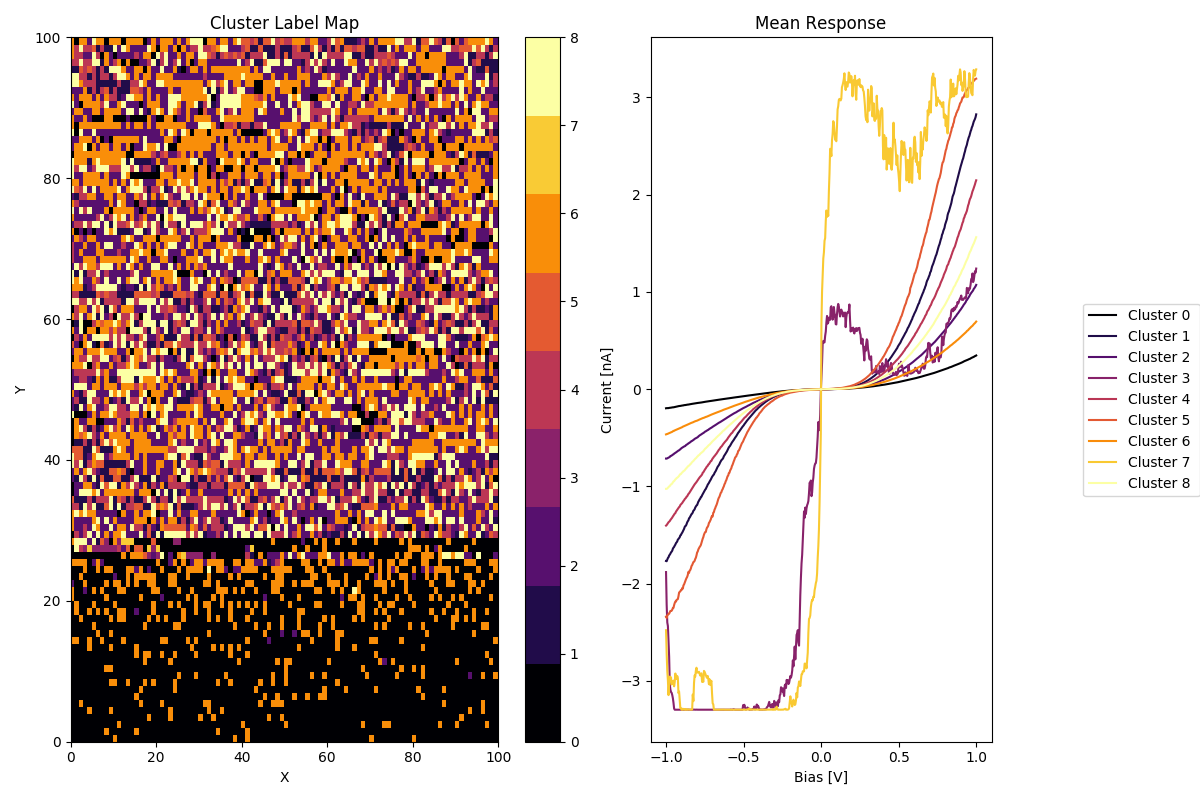 Cluster Label Map
100
80
60
40
20
0
Y
0 20 40 60 80 100
X
8
7
6
5
4
3
2
1
0
Mean Response
3
2
1
0
−1
−2
−3
Current [nA]
−1.0 −0.5 0.0 0.5 1.0
Bias [V]
Cluster 0
Cluster 1
Cluster 2
Cluster 3
Cluster 4
Cluster 5
Cluster 6
Cluster 7
Cluster 8